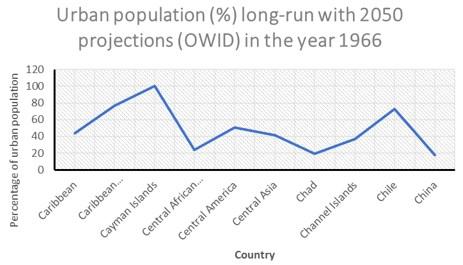 Urban population (%) long-run with 2050
projections (OWID) in the year 1966
Percentage of urban population
120
100
80
60
40
20
0
Caribbean
Caribbean...
Cayman Islands
Central African...
Central America
Central Asia
Chad
Channel Islands
Chile
China
Country